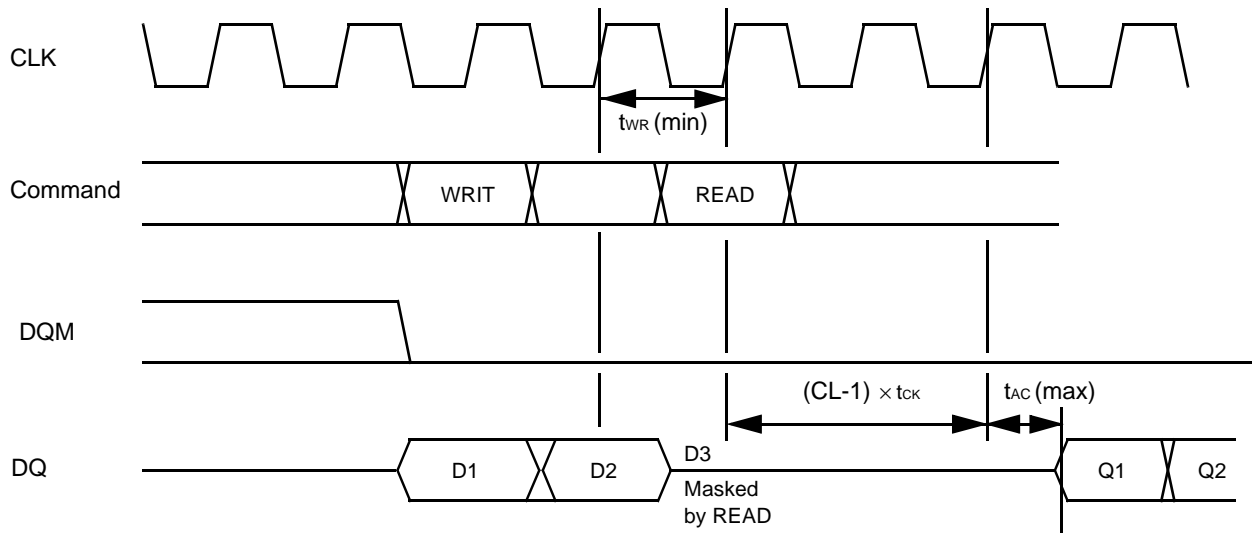 CLK
tWR (min)
Command
WRIT
READ
DQM
(CL-1) × tCK
tAC (max)
DQ
D1
D2
D3
Masked
by READ
Q1
Q2